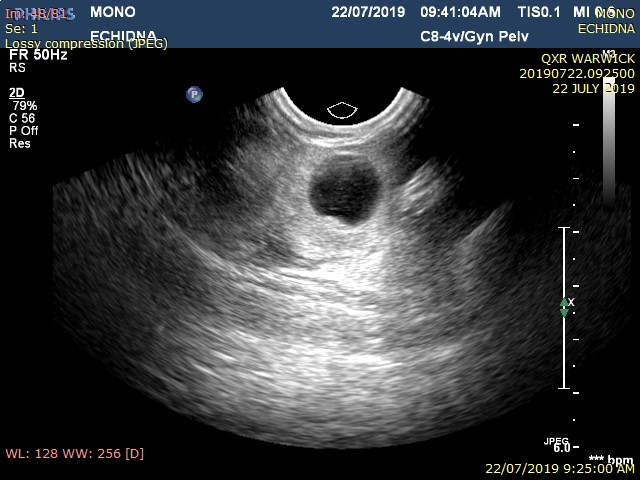 MONO
22/07/2019 09:41:04AM TIS0.1 MI
MONO
Se: 1
ECHIDNA
C8-4v/Gyn Pelv
ECHIDNA
Lossy compression (JPEG)
FR 50Hz
RS
QXR WARWICK
20190722.092500
22 JULY 2019
2D
79%
C 56
P Off
Res
P
X
JPEG
6.0
*** bpm
WL: 128 WW: 256 [D]
22/07/2019 9:25:00 AM